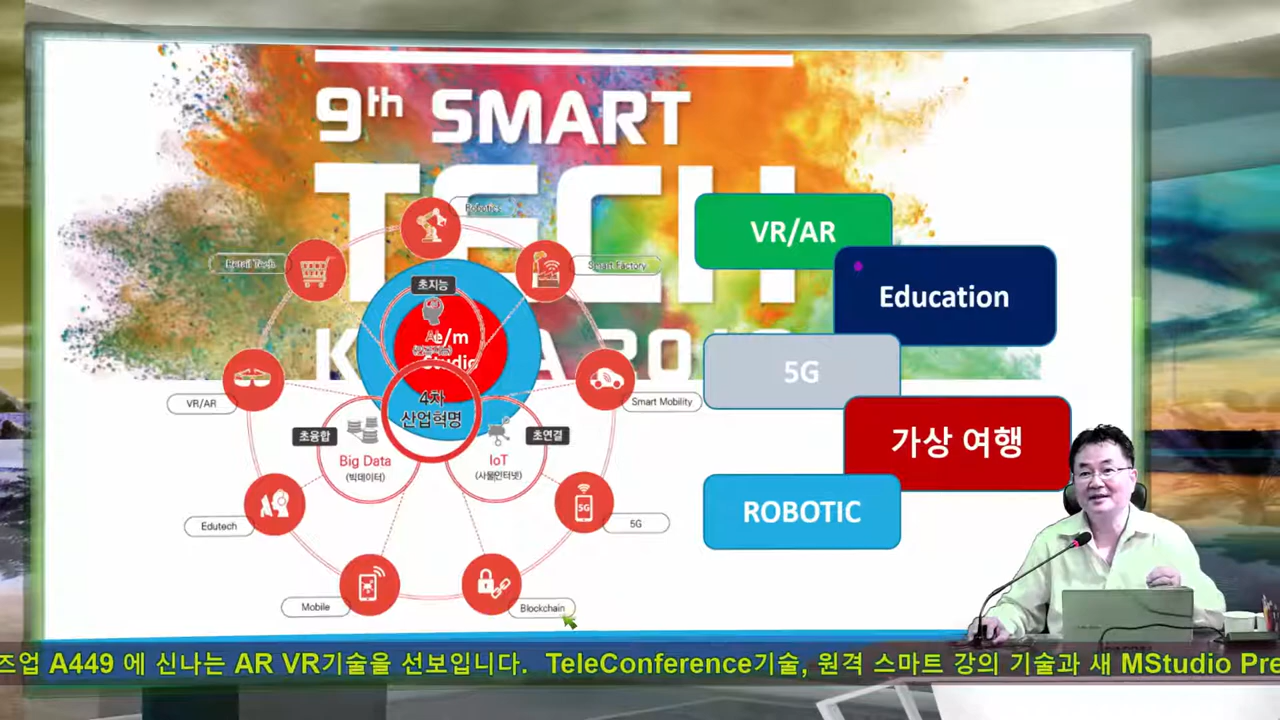 9th SMART
TECH
Robotics
Retail Tech
Smart Factory
초지능
e/m
Studio
4차
산업혁명
VR/AR
Smart Mobility
초융합
초연결
Big Data
(빅데이터)
IoT
(사물인터넷)
Edutech
5G
5G
Mobile
Blockchain
VR/AR
Education
5G
가상 여행
ROBOTIC
즈업 A449 에 신나는 AR VR기술을 선보입니다. TeleConference기술, 원격 스마트 강의 기술과 새 MStudio Pre